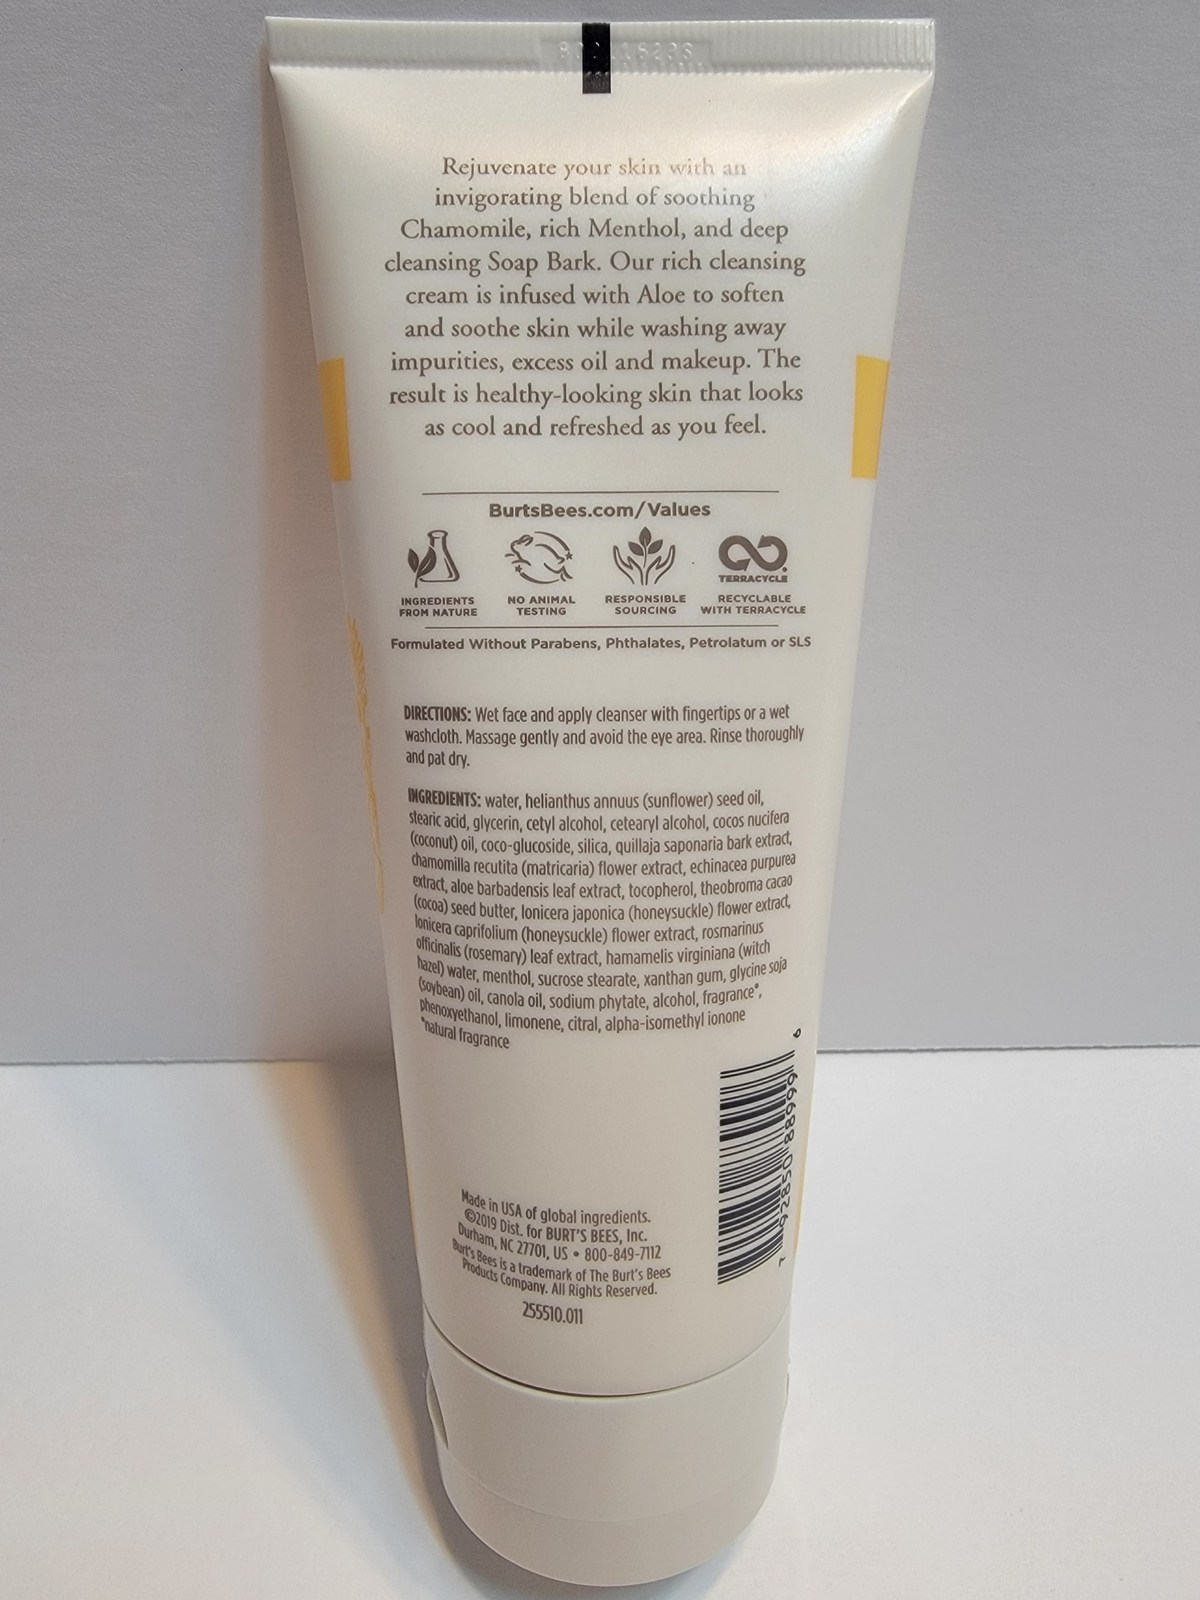 Rejuvenate your skin with an
invigorating blend of soothing
Chamomile, rich Menthol, and deep
cleansing Soap Bark. Our rich cleansing
cream is infused with Aloe to soften
and soothe skin while washing away
impurities, excess oil and makeup. The
result is healthy-looking skin that looks
as cool and refreshed as you feel.
BurtsBees.com/Values
TERRACYCLE
INGREDIENTS
FROM NATURE
NO ANIMAL
TESTING
RESPONSIBLE
SOURCING
RECYCLABLE
WITH TERRACYCLE
Formulated Without Parabens, Phthalates, Petrolatum or SLS
DIRECTIONS: Wet face and apply cleanser with fingertips or a wet
washcloth. Massage gently and avoid the eye area. Rinse thoroughly
and pat dry.
INGREDIENTS: water, helianthus annuus (sunflower) seed oil,
stearic acid, glycerin, cetyl alcohol, cetearyl alcohol, cocos nucifera
(coconut) oil, coco-glucoside, silica, quillaja saponaria bark extract,
chamomilla recutita (matricaria) flower extract, echinacea purpurea
extract, aloe barbadensis leaf extract, tocopherol, theobroma cacao
(cocoa) seed butter, lonicera japonica (honeysuckle) flower extract,
lonicera caprifolium (honeysuckle) flower extract, rosmarinus
officinalis (rosemary) leaf extract, hamamelis virginiana (witch
hazel) water, menthol, sucrose stearate, xanthan gum, glycine soja
(soybean) oil, canola oil, sodium phytate, alcohol, fragrance*,
phenoxyethanol, limonene, citral, alpha-isomethyl ionone
*natural fragrance
7 92850 88999 6
Made in USA of global ingredients.
©2019 Dist. for BURT'S BEES, Inc.
Durham, NC 27701, US • 800-849-7112
Burt's Bees is a trademark of The Burt's Bees
Products Company. All Rights Reserved.
255510.011